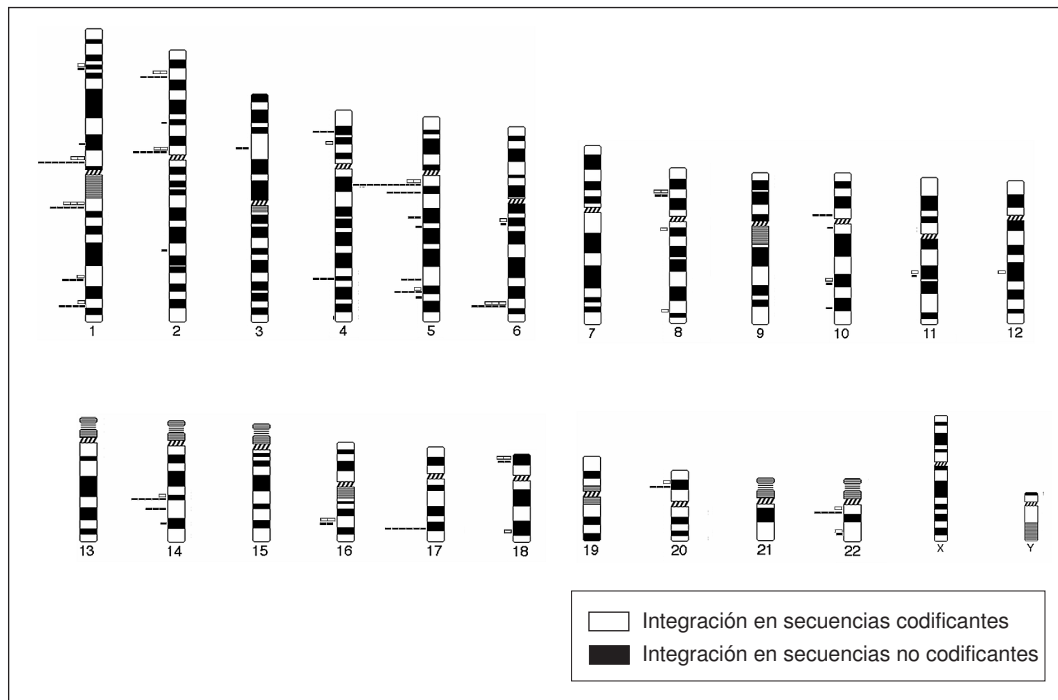 1 2 3 4 5 6 7 8 9 10 11 12
13 14 15 16 17 18 19 20 21 22 X Y
Integración en secuencias codificantes
Integración en secuencias no codificantes